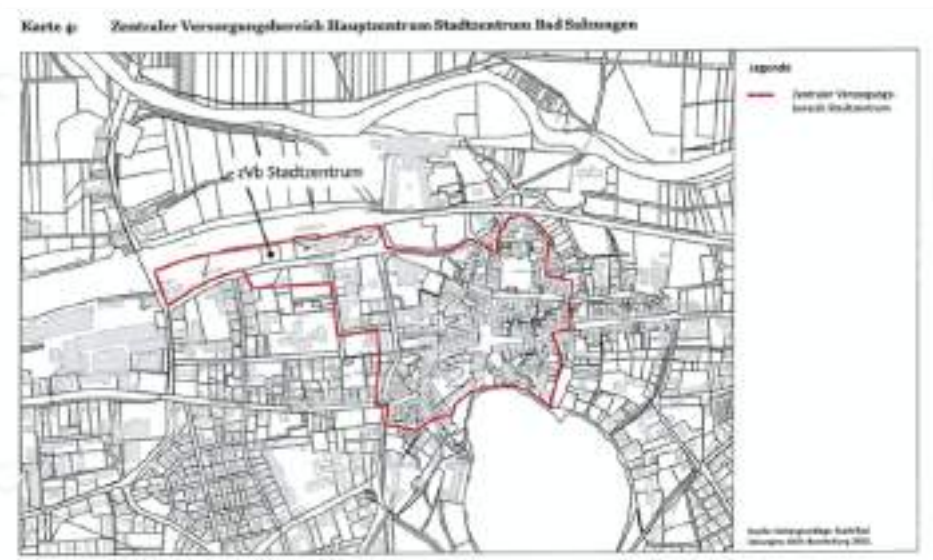 Karte 4: Zentraler Versorgungsbereich Hauptzentrum Stadtzentrum Bad Salzungen
Legende
Zentraler Versorgungs-
bereich Stadtzentrum
zVb Stadtzentrum